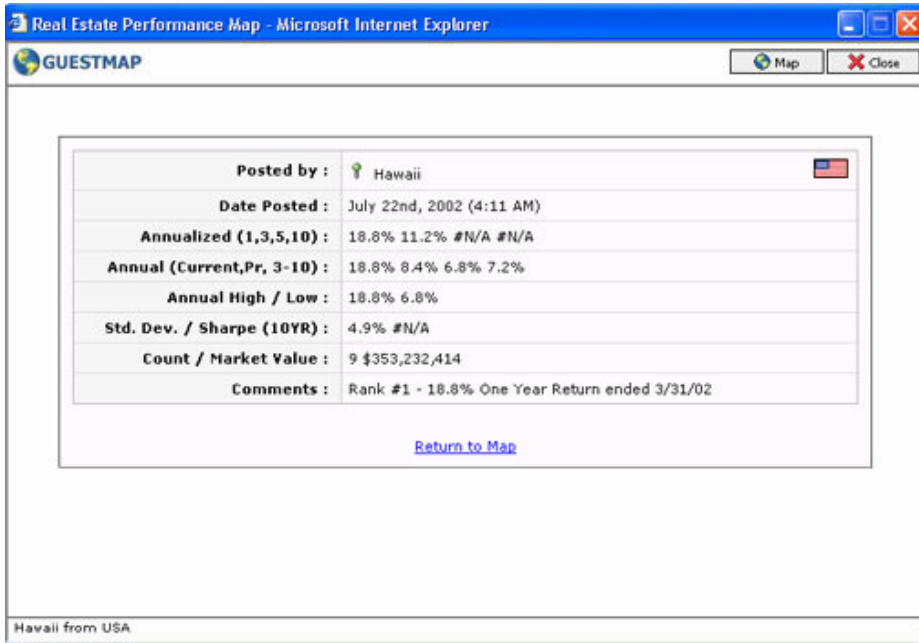 Real Estate Performance Map - Microsoft Internet Explorer
GUESTMAP Map Close
Posted by : Hawaii
Date Posted : July 22nd, 2002 (4:11 AM)
Annualized (1,3,5,10) : 18.8% 11.2% #N/A #N/A
Annual (Current,Pr, 3-10) : 18.8% 8.4% 6.8% 7.2%
Annual High / Low : 18.8% 6.8%
Std. Dev. / Sharpe (10YR) : 4.9% #N/A
Count / Market Value : 9 $353,232,414
Comments : Rank #1 - 18.8% One Year Return ended 3/31/02
Return to Map
Hawaii from USA